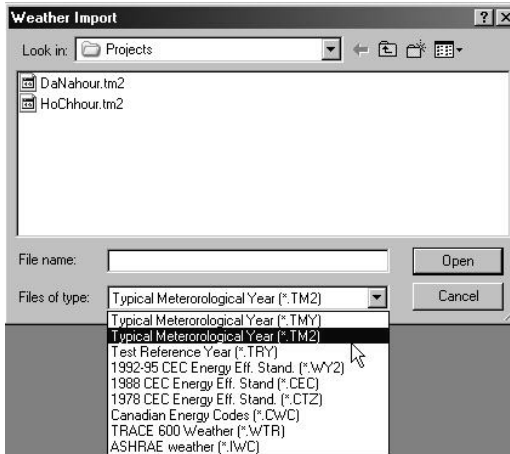 Weather Import
Look in: Projects
DaNahour.tm2
HoChhour.tm2
File name:
Open
Files of type: Typical Meterorological Year (*.TM2)
Cancel
Typical Meterorological Year (*.TMY)
Typical Meterorological Year (*.TM2)
Test Reference Year (*.TRY)
1992-95 CEC Energy Eff. Stand. (*.WY2)
1988 CEC Energy Eff. Stand (*.CEC)
1978 CEC Energy Eff. Stand. (*.CTZ)
Canadian Energy Codes (*.CWC)
TRACE 600 Weather (*.WTR)
ASHRAE weather (*.IWC)